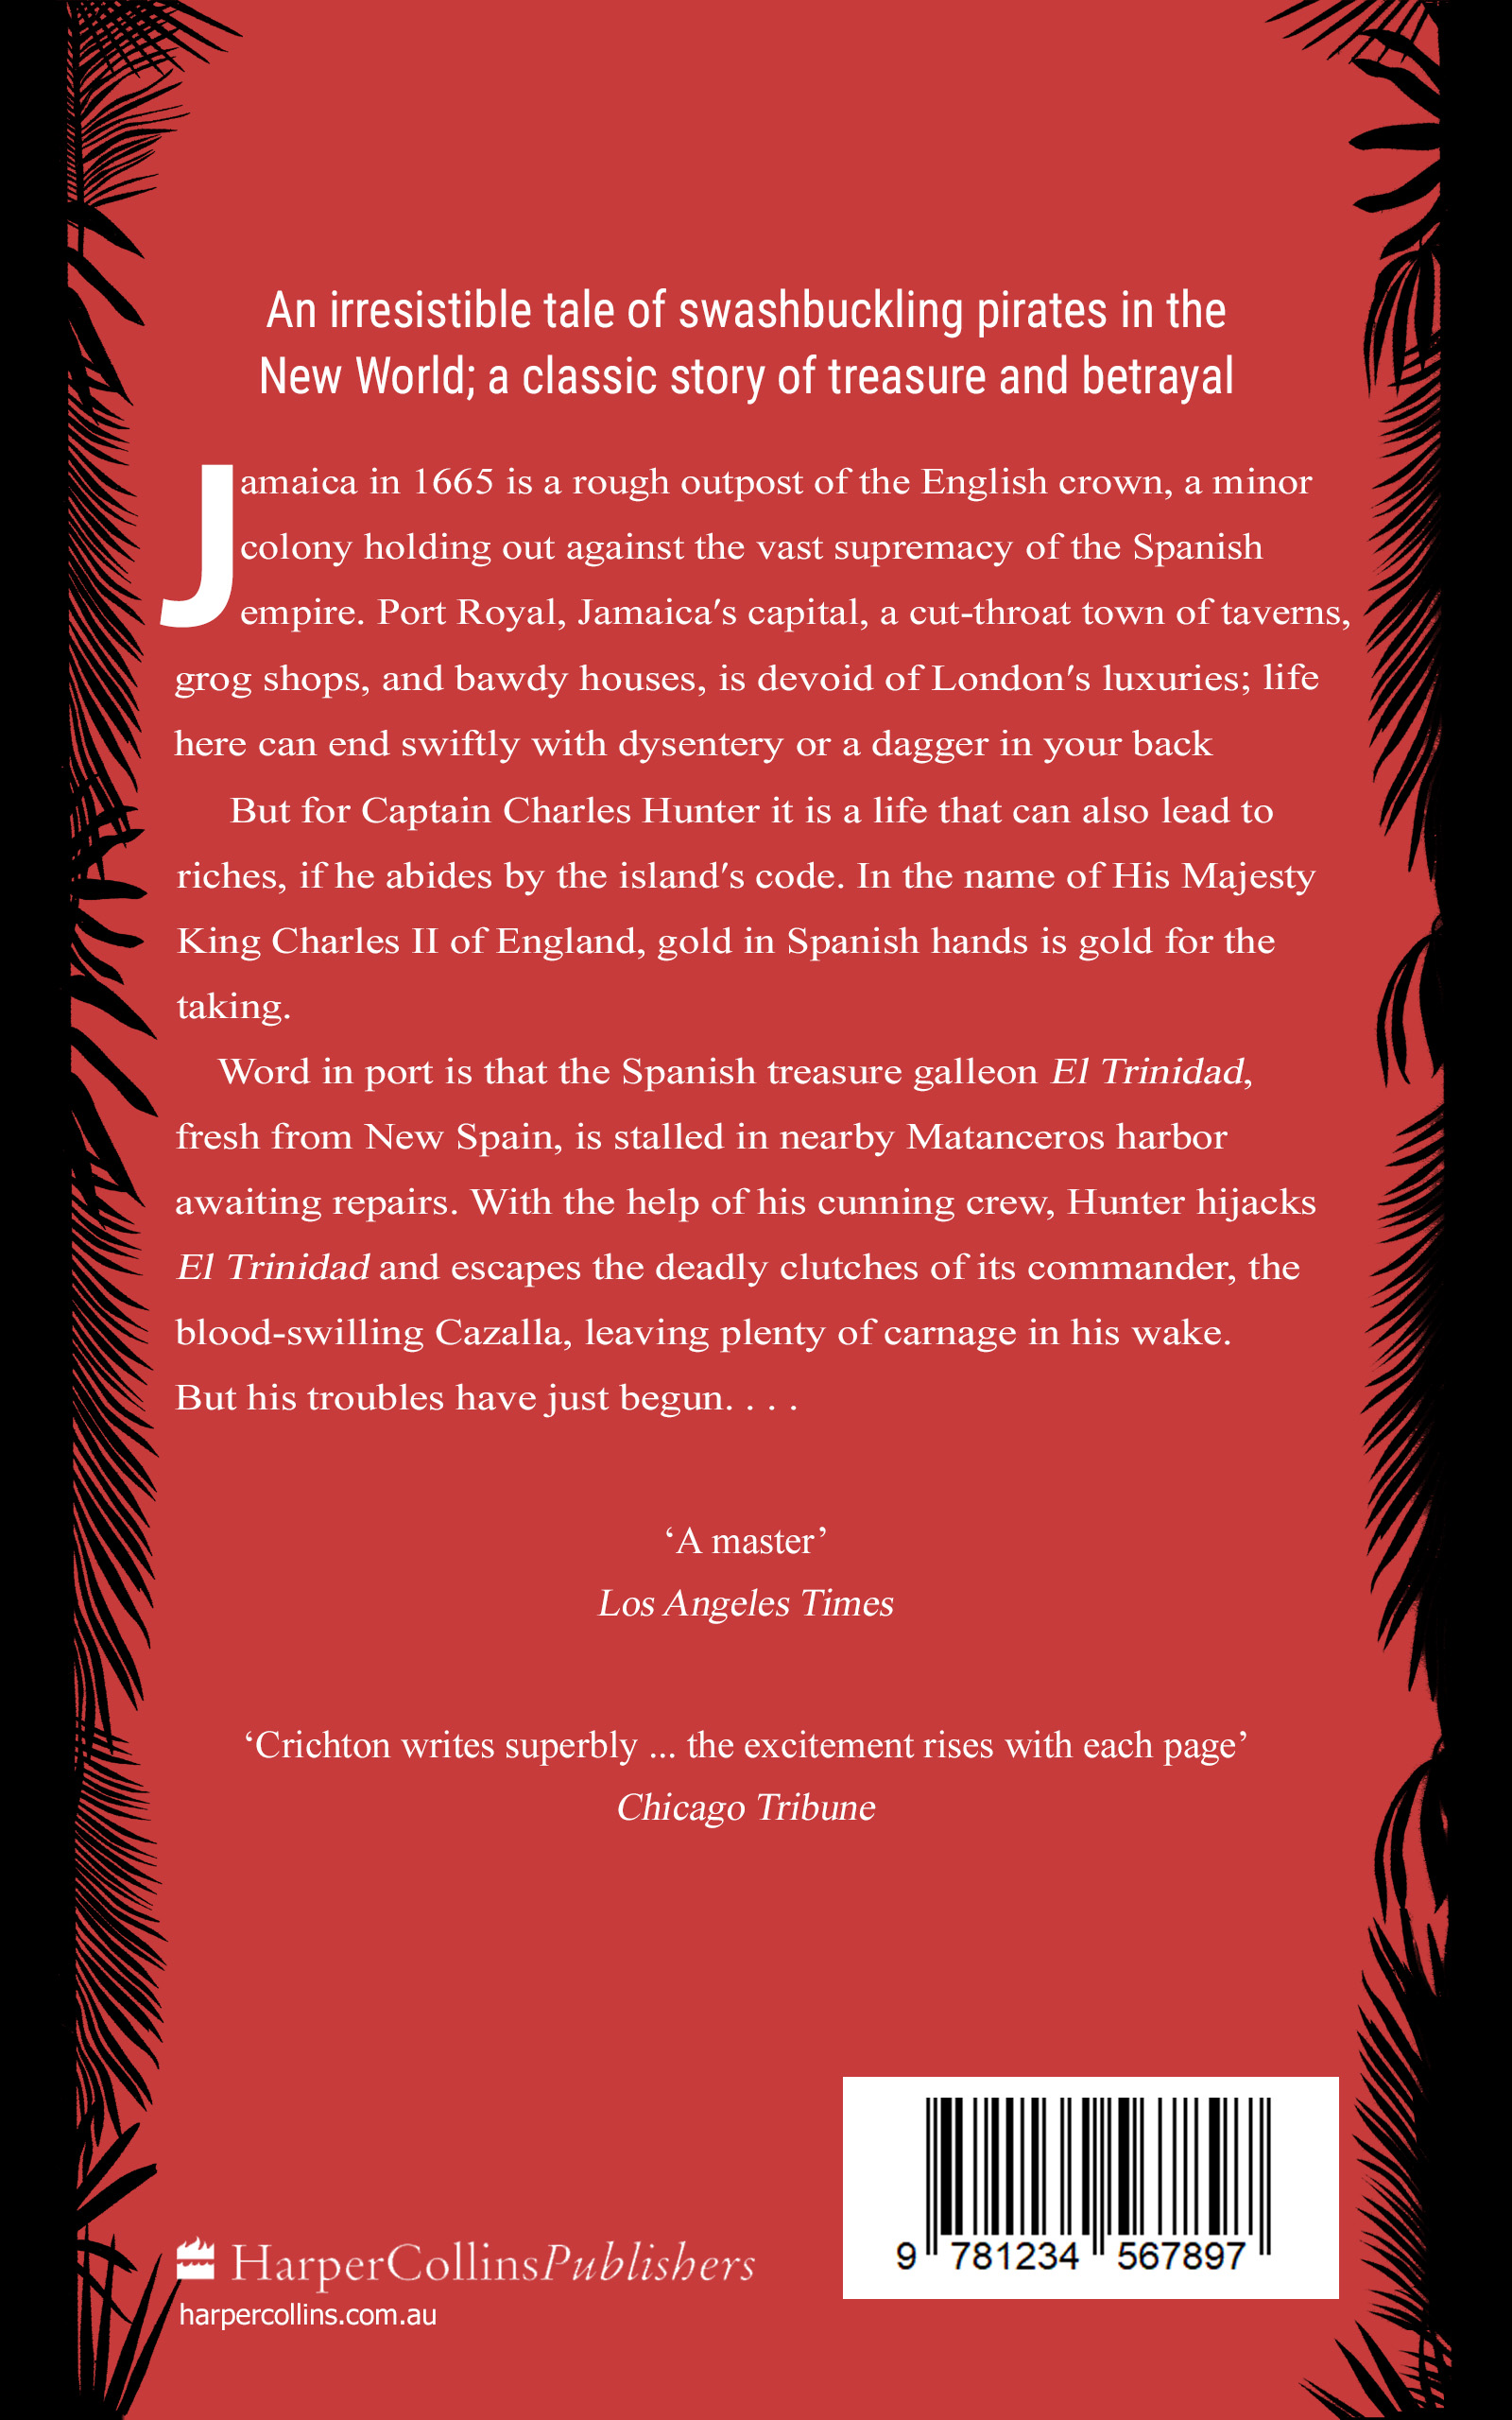 An irresistible tale of swashbuckling pirates in the
New World; a classic story of treasure and betrayal
Jamaica in 1665 is a rough outpost of the English crown, a minor
colony holding out against the vast supremacy of the Spanish
empire. Port Royal, Jamaica's capital, a cut-throat town of taverns,
grog shops, and bawdy houses, is devoid of London's luxuries; life
here can end swiftly with dysentery or a dagger in your back
But for Captain Charles Hunter it is a life that can also lead to
riches, if he abides by the island's code. In the name of His Majesty
King Charles II of England, gold in Spanish hands is gold for the
taking.
Word in port is that the Spanish treasure galleon El Trinidad,
fresh from New Spain, is stalled in nearby Matanceros harbor
awaiting repairs. With the help of his cunning crew, Hunter hijacks
El Trinidad and escapes the deadly clutches of its commander, the
blood-swilling Cazalla, leaving plenty of carnage in his wake.
But his troubles have just begun. . . .
‘A master’
Los Angeles Times
‘Crichton writes superbly ... the excitement rises with each page’
Chicago Tribune
9 781234 567897
HarperCollinsPublishers
harpercollins.com.au